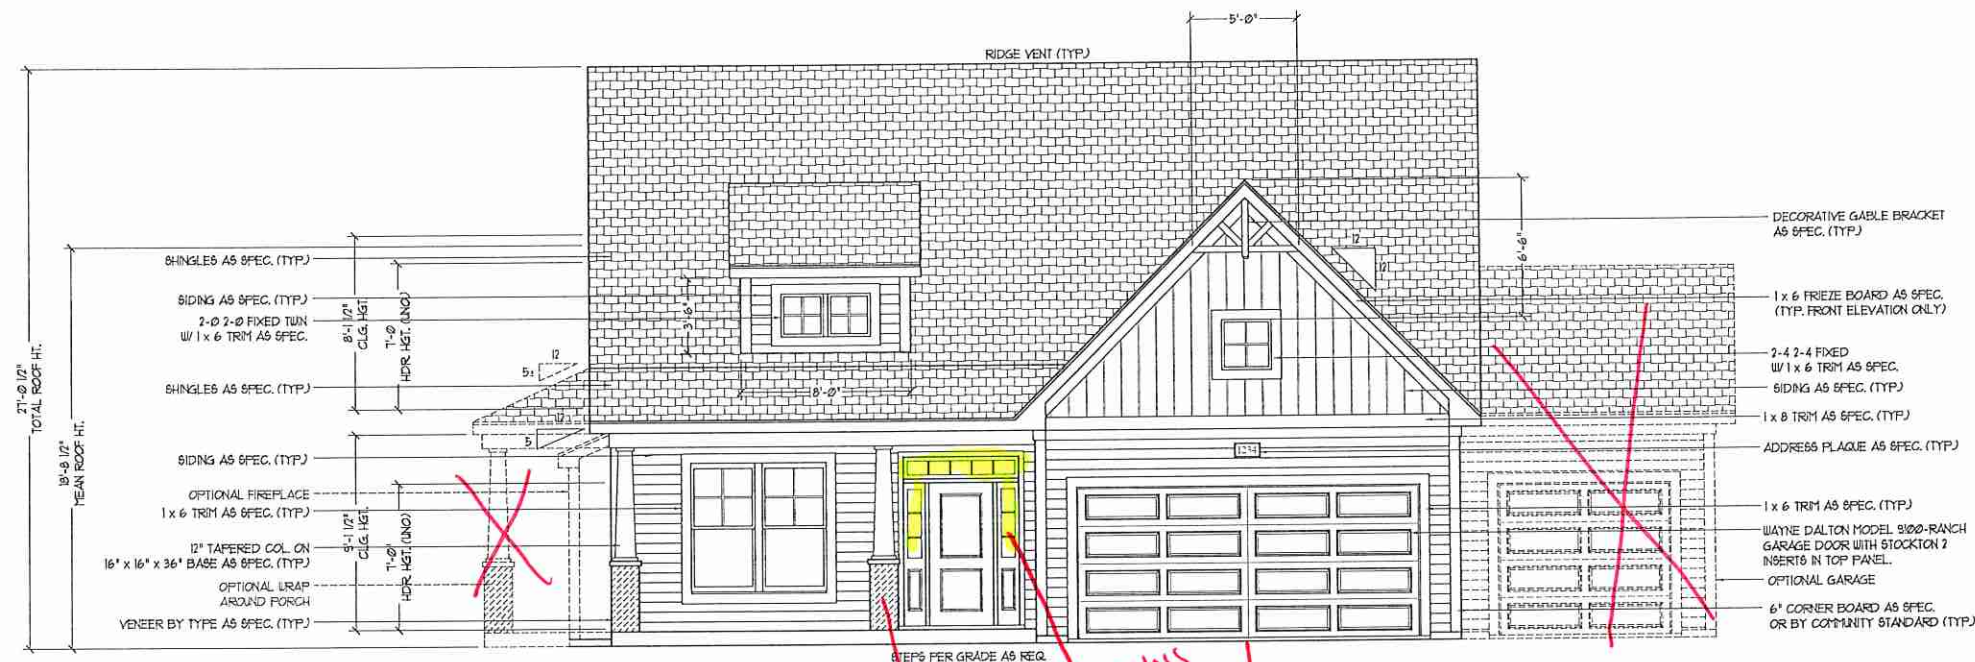 5'-0"
RIDGE VENT (TYP.)
27'-0 1/2"
TOTAL ROOF HT.
18'-8 1/2"
MEAN ROOF HT.
8'-1 1/2"
CLG. HGT.
7'-0"
HDR. HGT. (UNO.)
SHINGLES AS SPEC. (TYP.)
SIDING AS SPEC. (TYP.)
2-0 2-0 FIXED TWIN
W/ 1 x 6 TRIM AS SPEC.
12
5
SHINGLES AS SPEC. (TYP.)
12
5
SIDING AS SPEC. (TYP.)
OPTIONAL FIREPLACE
1 x 6 TRIM AS SPEC. (TYP.)
12" TAPERED COL. ON
16" x 16" x 36" BASE AS SPEC. (TYP.)
OPTIONAL WRAP
AROUND PORCH
VENEER BY TYPE AS SPEC. (TYP.)
9'-1 1/2"
CLG. HGT.
7'-0"
HDR. HGT. (UNO.)
3'-6"
8'-0"
12
12
6'-6"
1234
DECORATIVE GABLE BRACKET
AS SPEC. (TYP.)
1 x 6 FRIEZE BOARD AS SPEC.
(TYP. FRONT ELEVATION ONLY)
2-4 2-4 FIXED
W/ 1 x 6 TRIM AS SPEC.
SIDING AS SPEC. (TYP.)
1 x 8 TRIM AS SPEC. (TYP.)
ADDRESS PLAQUE AS SPEC. (TYP.)
1 x 6 TRIM AS SPEC. (TYP.)
WAYNE DALTON MODEL 9100-RANCH
GARAGE DOOR WITH STOCKTON 2
INSERTS IN TOP PANEL.
OPTIONAL GARAGE
6" CORNER BOARD AS SPEC.
OR BY COMMUNITY STANDARD (TYP.)
STEPS PER GRADE AS REQ.